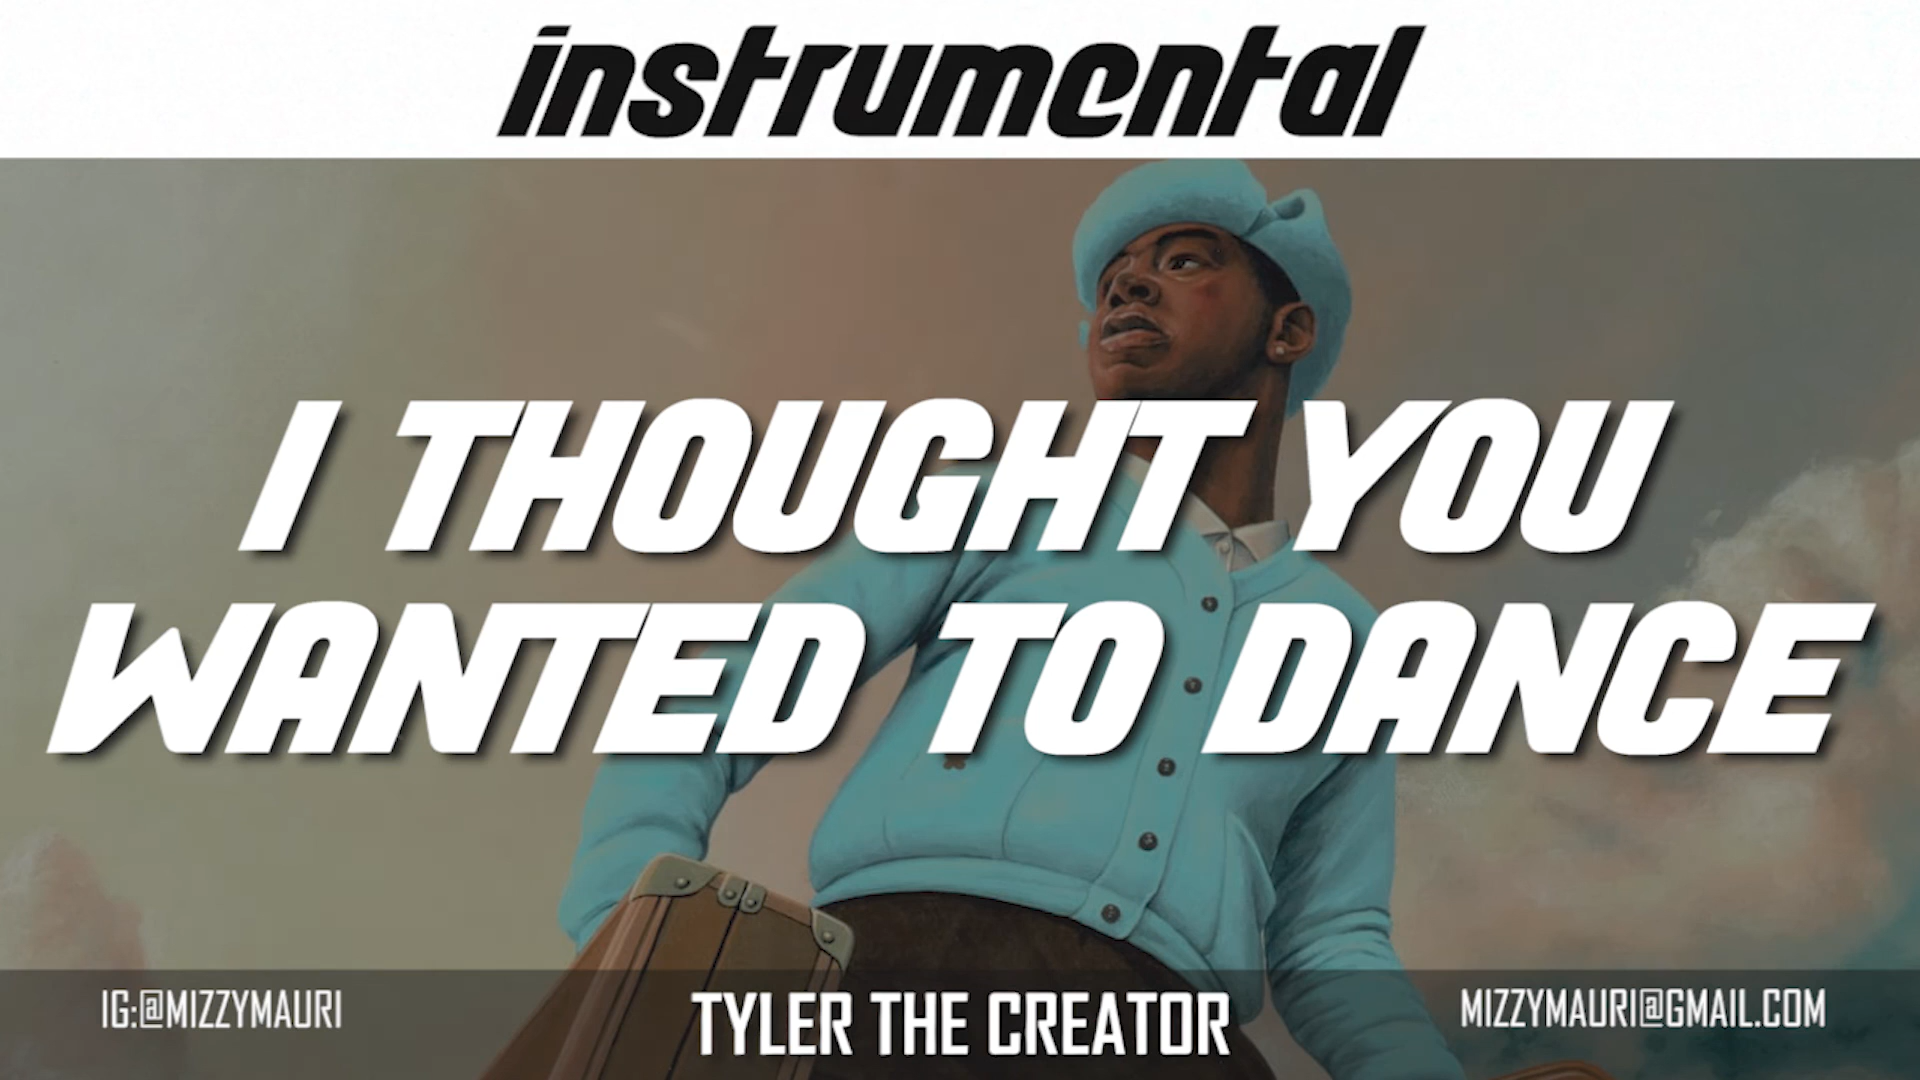 instrumental
I THOUGHT YOU
WANTED TO DANCE
IG:@MIZZYMAURI
TYLER THE CREATOR
MIZZYMAURI@GMAIL.COM